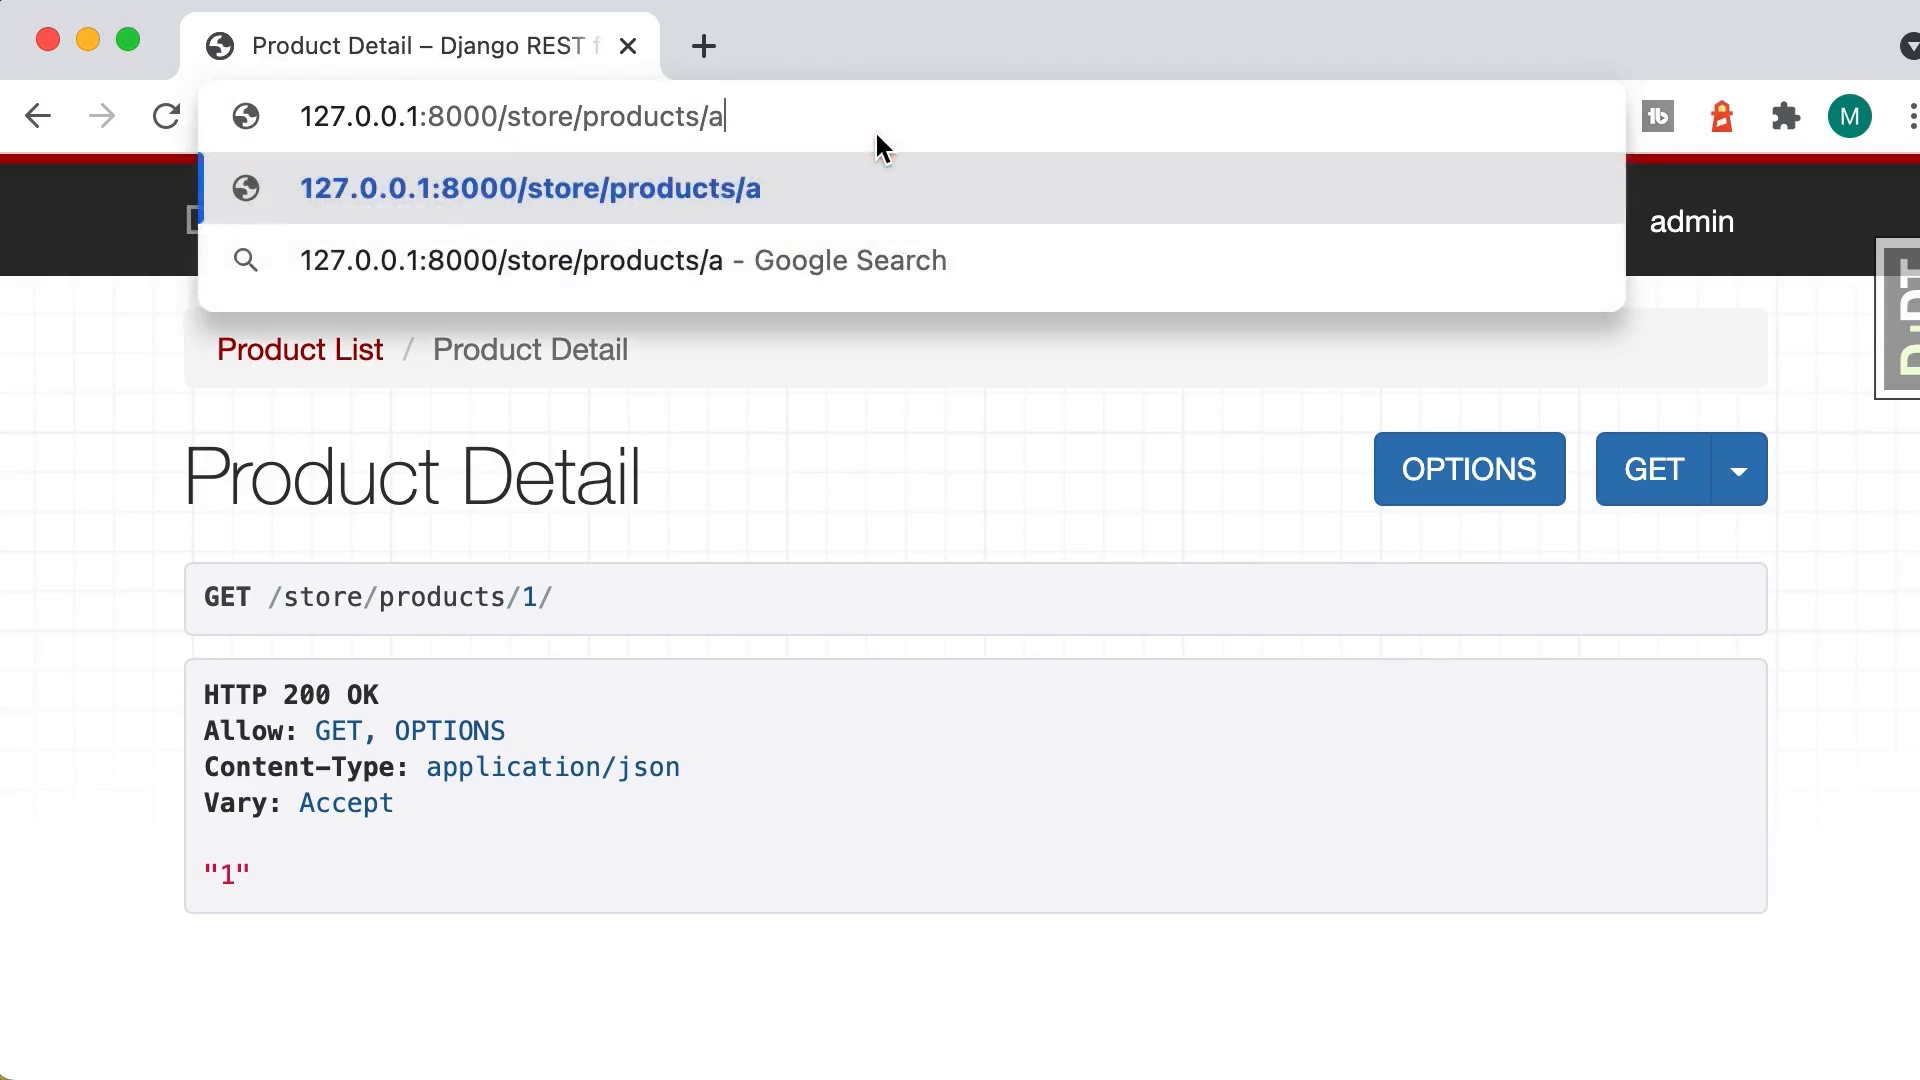 Product Detail – Django REST f
127.0.0.1:8000/store/products/a
M
127.0.0.1:8000/store/products/a
admin
127.0.0.1:8000/store/products/a - Google Search
Product List / Product Detail
Product Detail
OPTIONS
GET
GET /store/products/1/
HTTP 200 OK
Allow: GET, OPTIONS
Content-Type: application/json
Vary: Accept
"1"